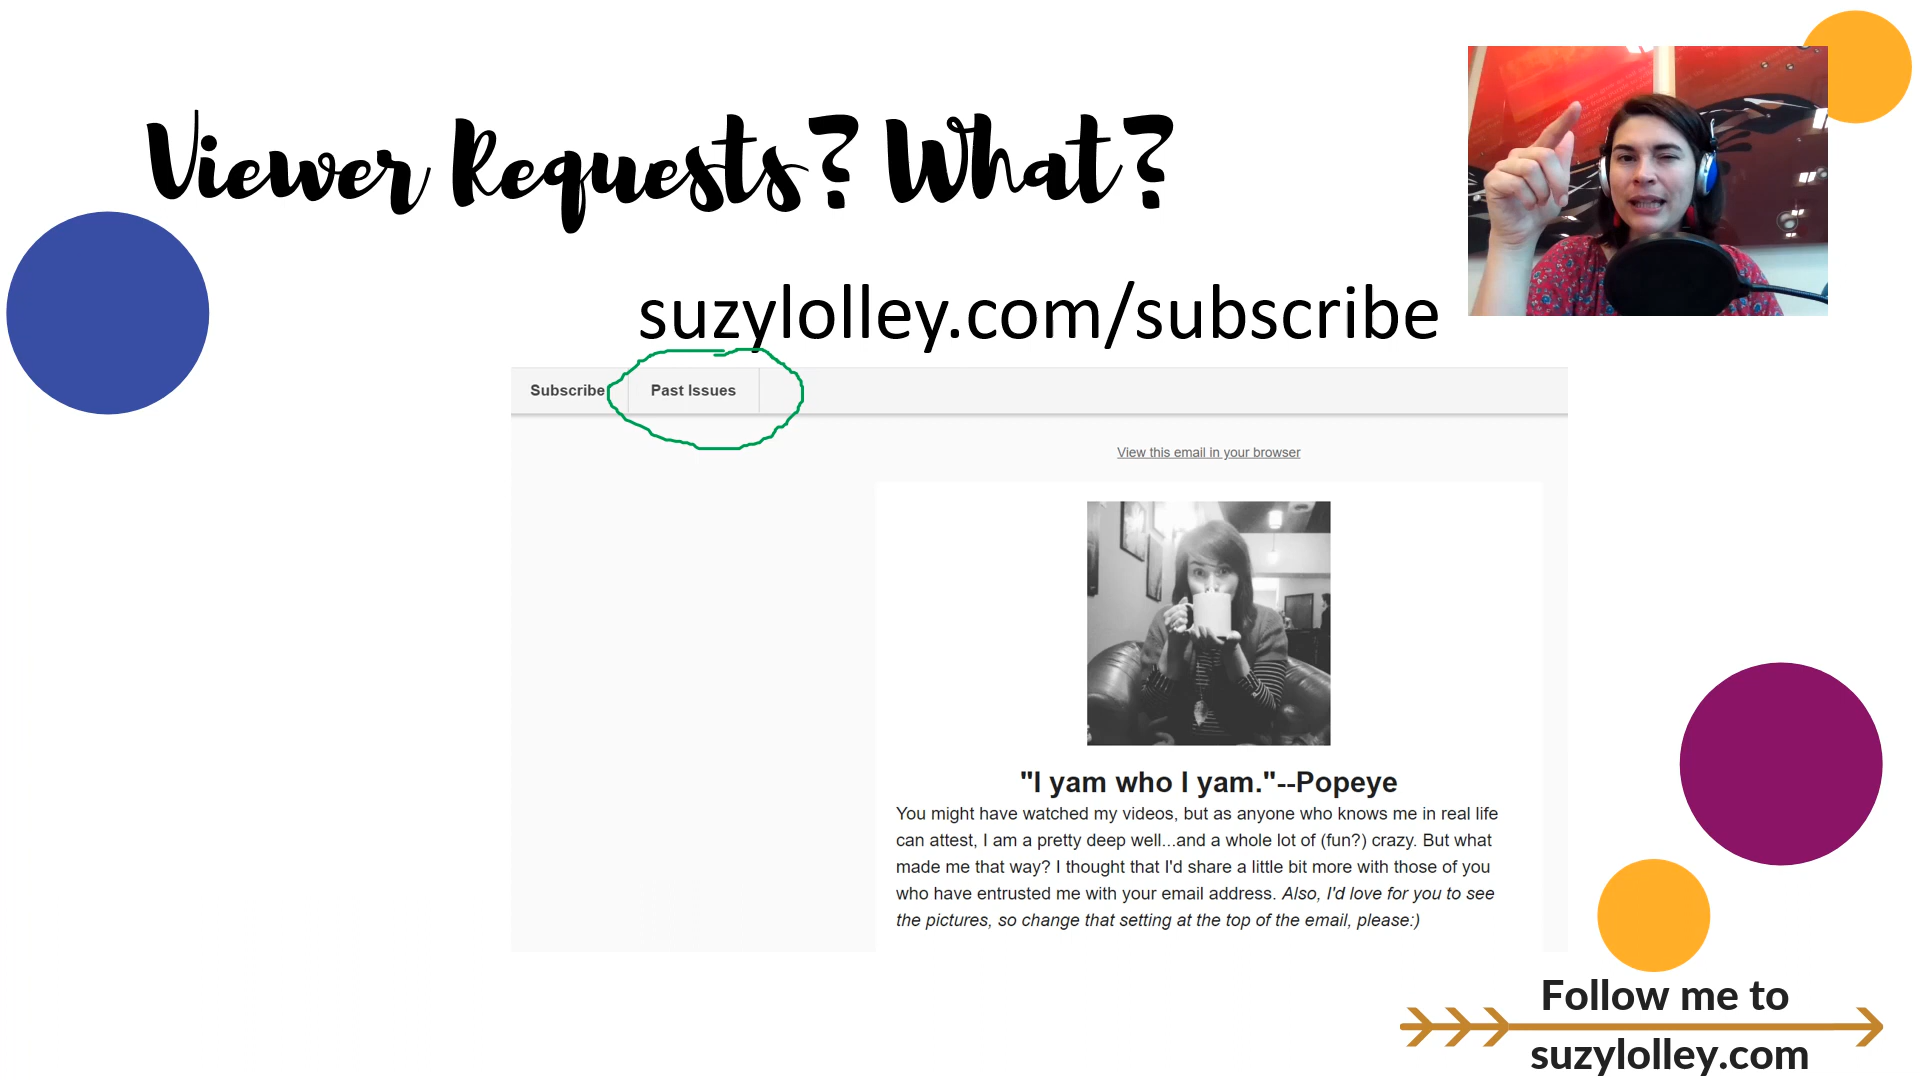 Viewer Requests? What?
suzylolley.com/subscribe
Subscribe
Past Issues
View this email in your browser
"I yam who I yam."--Popeye
You might have watched my videos, but as anyone who knows me in real life
can attest, I am a pretty deep well...and a whole lot of (fun?) crazy. But what
made me that way? I thought that I'd share a little bit more with those of you
who have entrusted me with your email address. Also, I'd love for you to see
the pictures, so change that setting at the top of the email, please:)
Follow me to
suzylolley.com